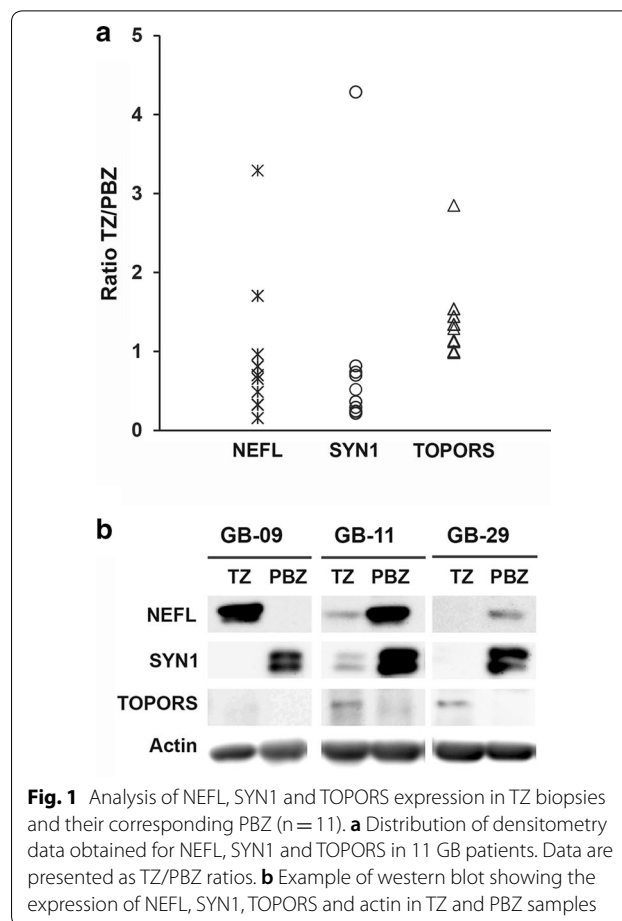 a
5
4
3
2
1
0
Ratio TZ/PBZ
NEFL SYN1 TOPORS
b
GB-09 GB-11 GB-29
TZ PBZ TZ PBZ TZ PBZ
NEFL
SYN1
TOPORS
Actin
Fig. 1 Analysis of NEFL, SYN1 and TOPORS expression in TZ biopsies
and their corresponding PBZ (n = 11). a Distribution of densitometry
data obtained for NEFL, SYN1 and TOPORS in 11 GB patients. Data are
presented as TZ/PBZ ratios. b Example of western blot showing the
expression of NEFL, SYN1, TOPORS and actin in TZ and PBZ samples